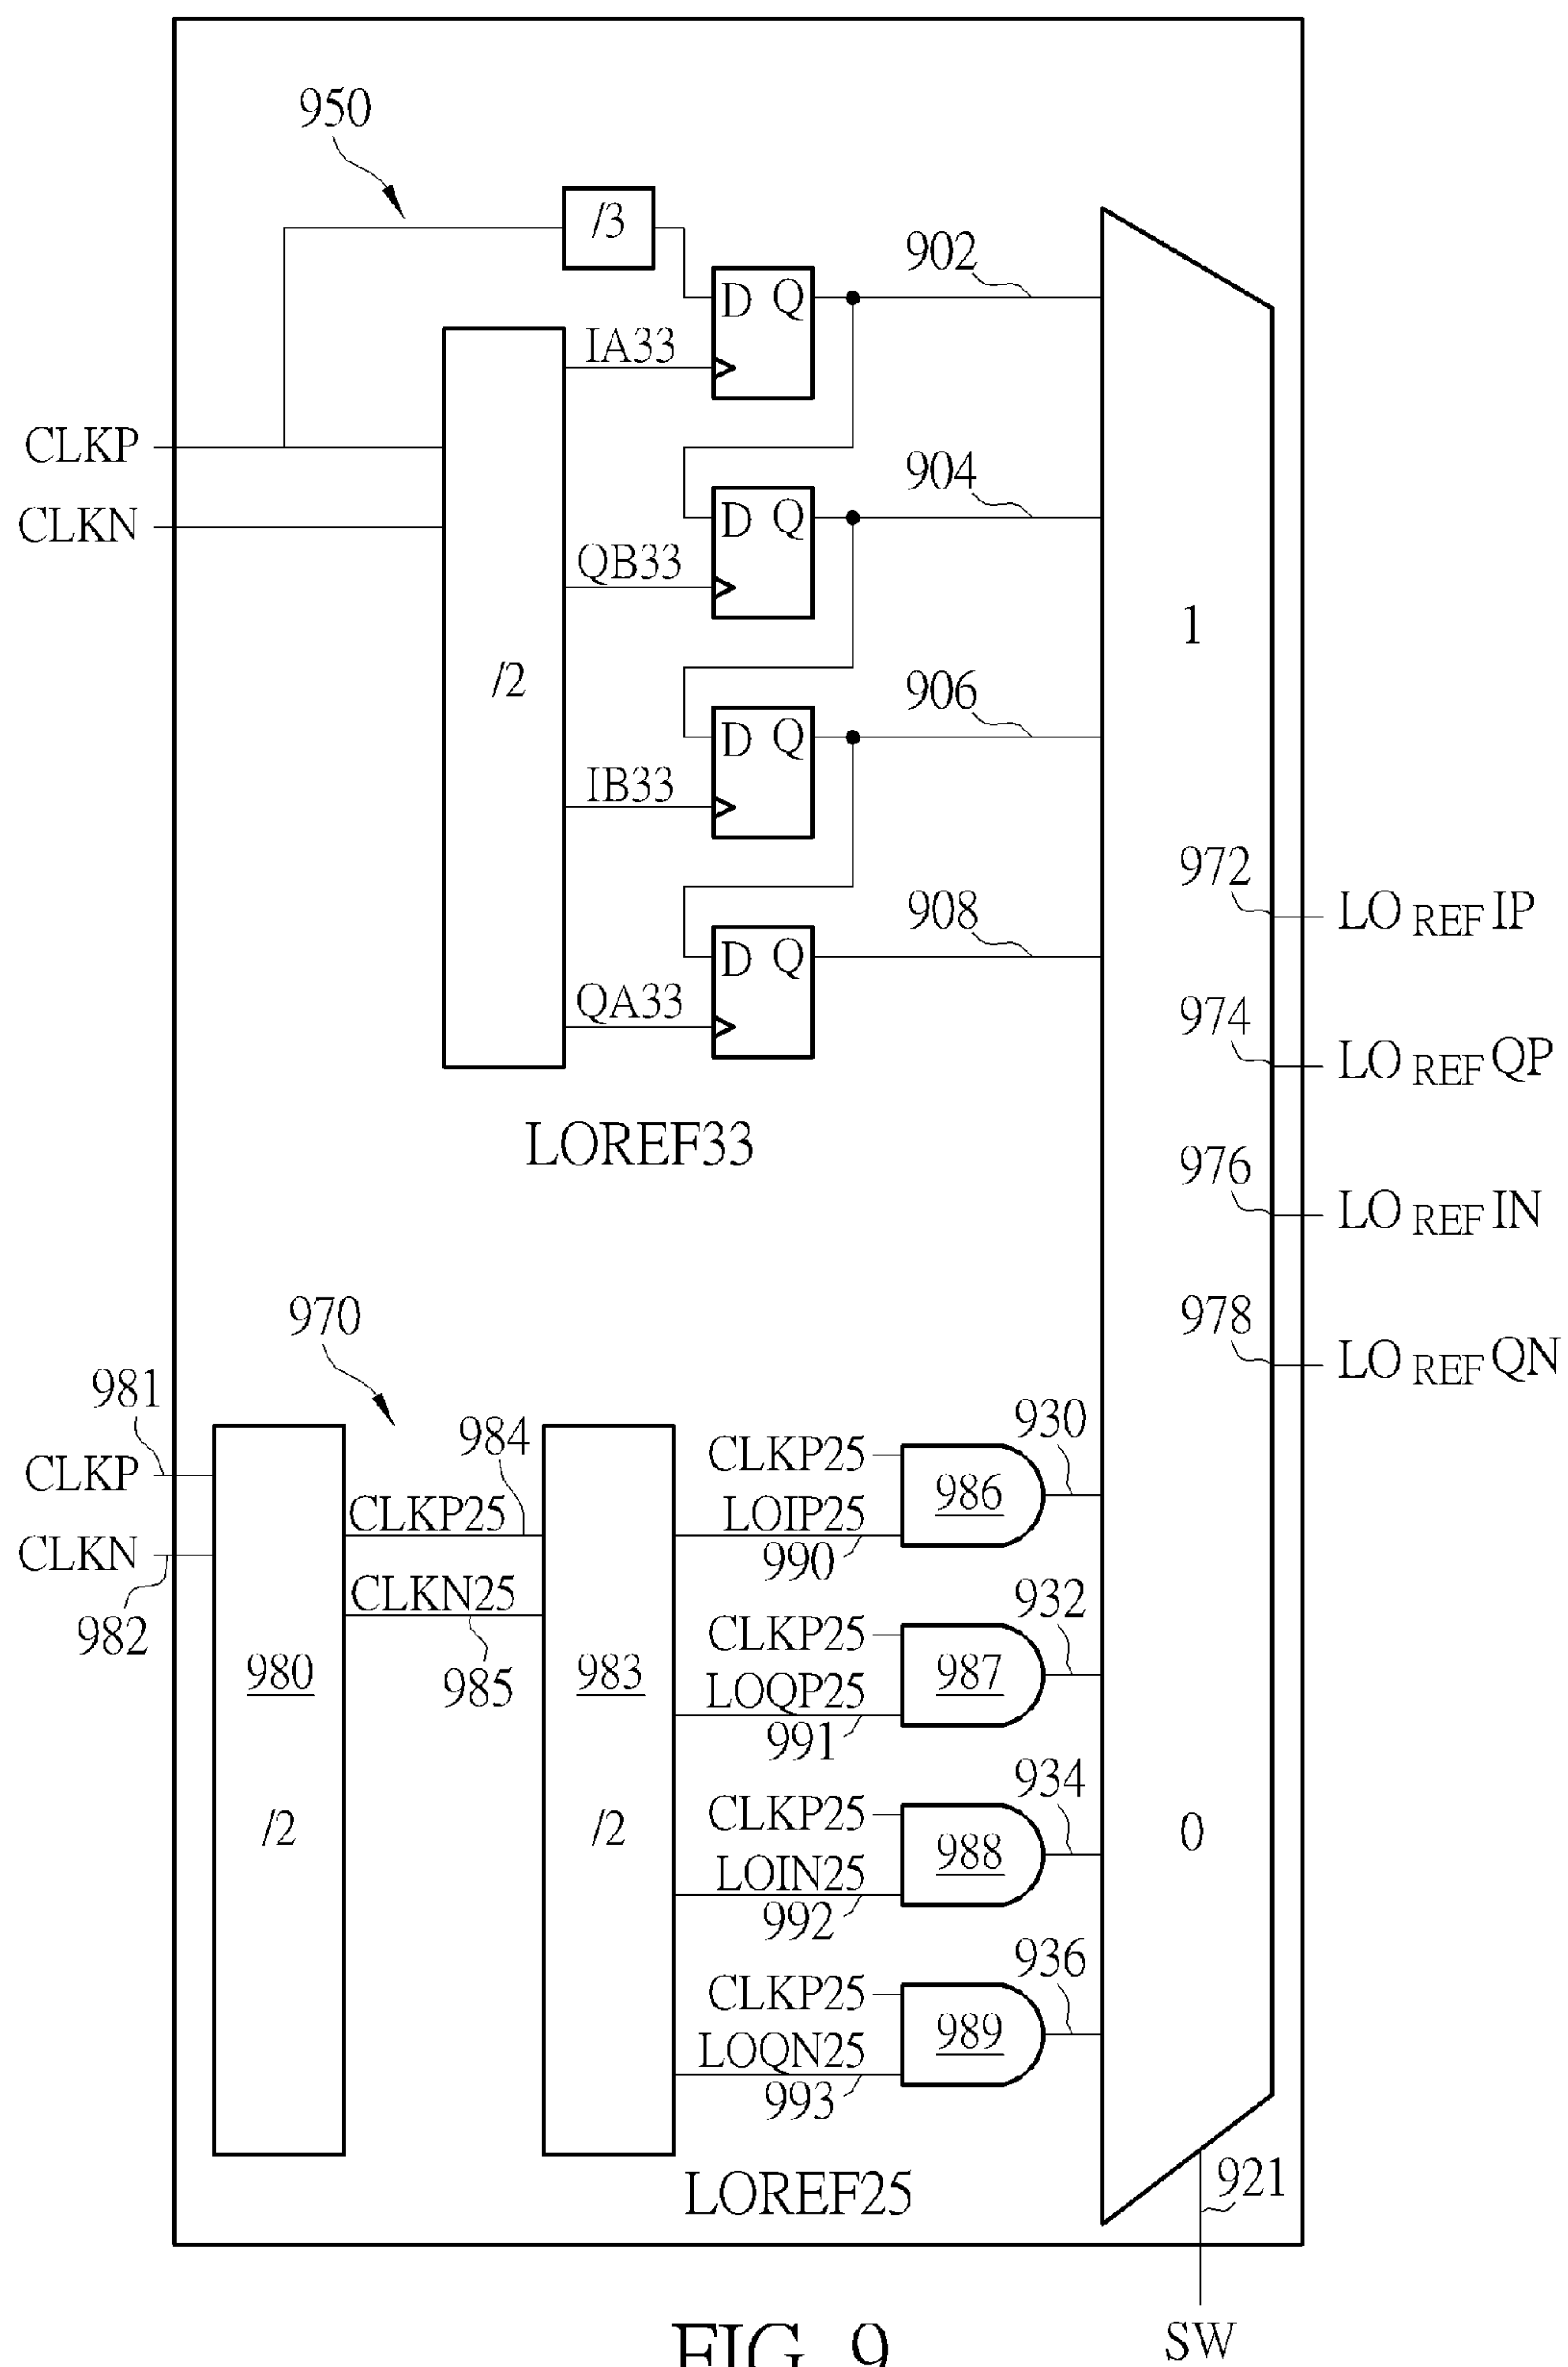 950
/3
902
D Q
IA33
CLKP
904
CLKN
D Q
QB33
1
/2
906
D Q
IB33
972
LO REF IP
908
D Q
QA33
974
LO REF QP
LOREF33
976
LO REF IN
970
978
LO REF QN
981
984
930
CLKP25
CLKP
986
CLKP25
LOIP25
990
CLKN
CLKN25
932
982
CLKP25
980
985
983
987
LOQP25
991
934
CLKP25
/2
/2
988
0
LOIN25
992
936
CLKP25
989
LOQN25
993
LOREF25
921
SW
FIG. 9